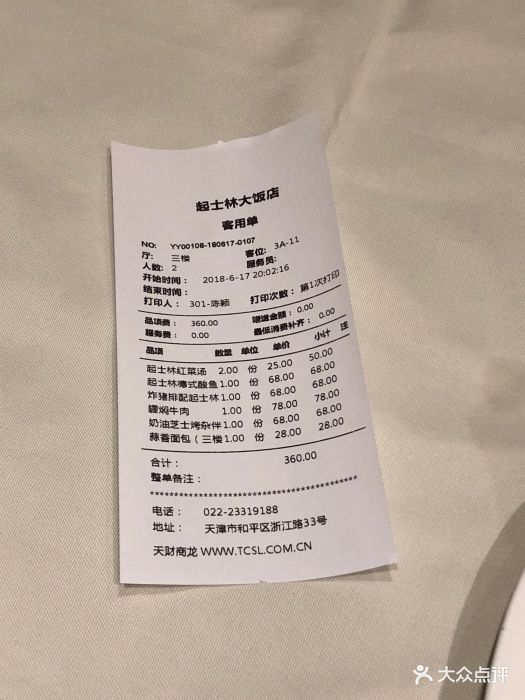 起士林大饭店
客用单
NO: YY00108-180617-0107
厅: 三楼 客位: 3A-11
人数: 2 服务员:
开始时间: 2018-6-17 20:02:16
结束时间:
打印人: 301-陈颖 打印次数: 第1次打印
品项费: 360.00 赠送金额: 0.00
服务费: 0.00 最低消费补齐: 0.00
品项 数量 单位 单价 小计 注
起士林红菜汤 2.00 份 25.00 50.00
起士林德式酸鱼 1.00 份 68.00 68.00
炸猪排配起士林 1.00 份 68.00 68.00
罐焖牛肉 1.00 份 78.00 78.00
奶油芝士烤杂伴 1.00 份 68.00 68.00
蒜香面包(三楼 1.00 份 28.00 28.00
合计: 360.00
整单备注:
******************************************
电话: 022-23319188
地址: 天津市和平区浙江路33号
天财商龙 WWW.TCSL.COM.CN
大众点评